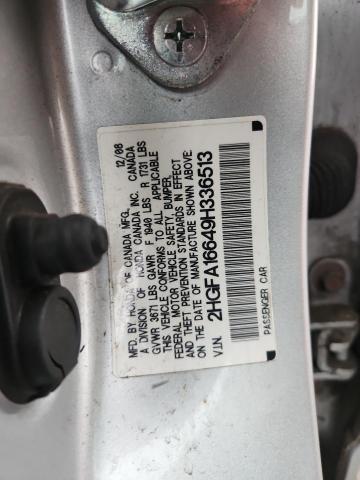 MFD. BY HONDA OF CANADA MFG. 12/08
A DIVISION OF HONDA CANADA INC. CANADA
GVWR 3671 LBS GAWR F 1940 LBS R 1731 LBS
THIS VEHICLE CONFORMS TO ALL APPLICABLE
FEDERAL MOTOR VEHICLE SAFETY, BUMPER,
AND THEFT PREVENTION STANDARDS IN EFFECT
ON THE DATE OF MANUFACTURE SHOWN ABOVE.
V.I.N. 2HGFA16649H336513
PASSENGER CAR